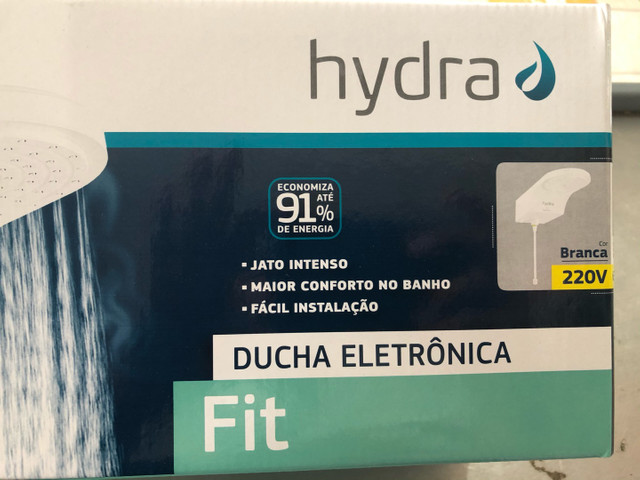 hydra
ECONOMIZA
ATÉ
91%
DE ENERGIA
▪ JATO INTENSO
▪ MAIOR CONFORTO NO BANHO
▪ FÁCIL INSTALAÇÃO
Cor
Branca
220V
DUCHA ELETRÔNICA
Fit